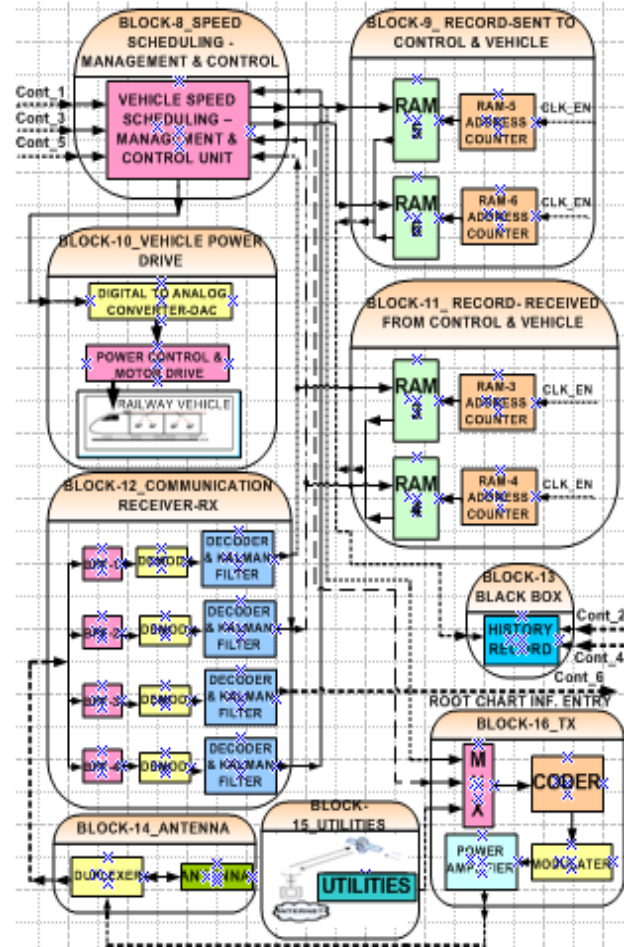 BLOCK-8_SPEED
SCHEDULING -
MANAGEMENT & CONTROL
Cont_1
Cont_3
Cont_5
VEHICLE SPEED
SCHEDULING –
MANAGEMENT &
CONTROL UNIT
BLOCK-9_ RECORD-SENT TO
CONTROL & VEHICLE
RAM
5
RAM-5
ADDRESS
COUNTER
CLK_EN
RAM
6
RAM-6
ADDRESS
COUNTER
CLK_EN
BLOCK-10_VEHICLE POWER
DRIVE
DIGITAL TO ANALOG
CONVERTER-DAC
POWER CONTROL &
MOTOR DRIVE
RAILWAY VEHICLE
BLOCK-11_ RECORD- RECEIVED
FROM CONTROL & VEHICLE
RAM
3
RAM-3
ADDRESS
COUNTER
CLK_EN
RAM
4
RAM-4
ADDRESS
COUNTER
CLK_EN
BLOCK-12_COMMUNICATION
RECEIVER-RX
DEMOD
DECODER
& KALMAN
FILTER
DEMOD
DECODER
& KALMAN
FILTER
DEMOD
DECODER
& KALMAN
FILTER
DEMOD
DECODER
& KALMAN
FILTER
BLOCK-13
BLACK BOX
HISTORY
RECORD
Cont_2
Cont_4
Cont_6
ROOT CHART INF. ENTRY
BLOCK-16_TX
M
X
CODER
POWER
AMPLIFIER
MODULATER
BLOCK-14_ANTENNA
DUPLEXER
ANTENNA
BLOCK-
15_UTILITIES
UTILITIES
INTERNET